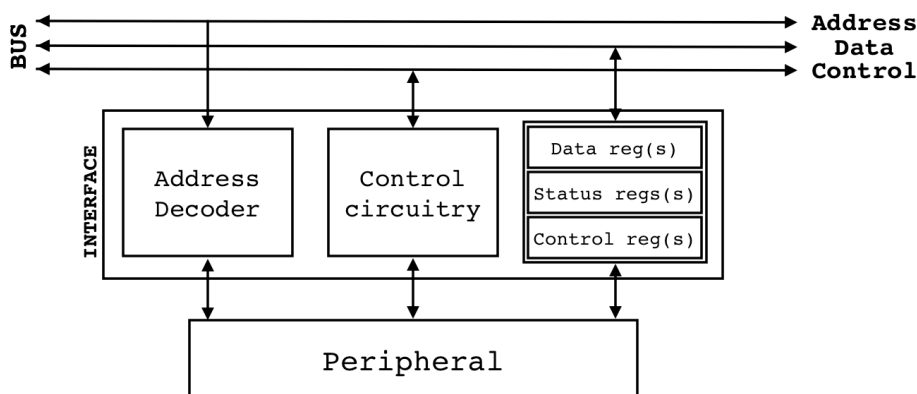 BUS
Address
Data
Control
INTERFACE
Address
Decoder
Control
circuitry
Data reg(s)
Status regs(s)
Control reg(s)
Peripheral